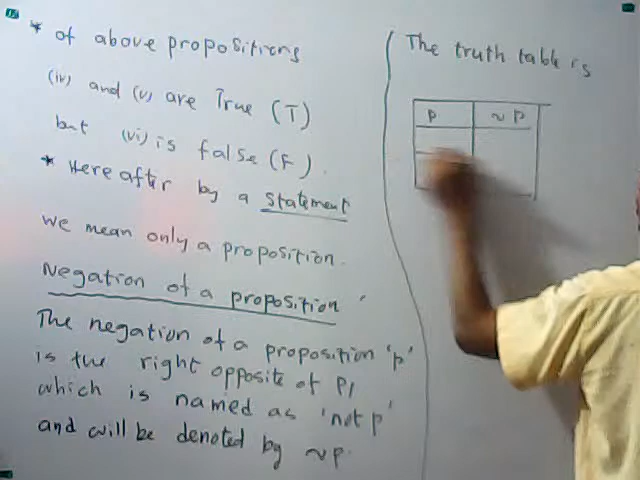 * of above propositions
(iv) and (v) are True (T)
but (vi) is false (F).
* Here after by a statement
we mean only a proposition.
Negation of a proposition
The negation of a proposition 'p'
is the right opposite of P,
which is named as 'not p'
and will be denoted by ~p.
The truth table is
P ~P